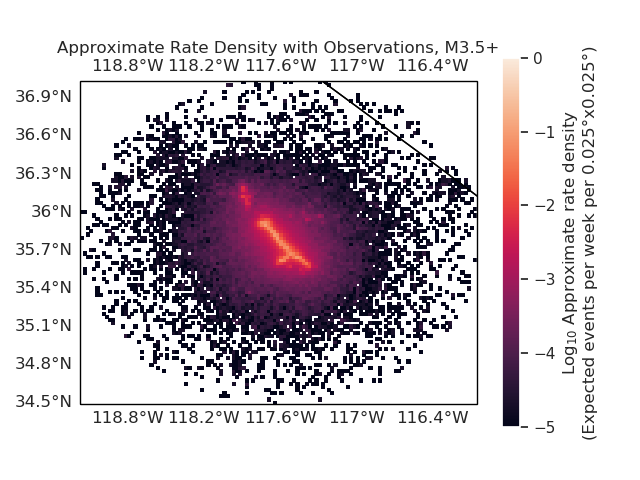 Approximate Rate Density with Observations, M3.5+
118.8°W 118.2°W 117.6°W 117°W 116.4°W
36.9°N
36.6°N
36.3°N
36°N
35.7°N
35.4°N
35.1°N
34.8°N
34.5°N
118.8°W 118.2°W 117.6°W 117°W 116.4°W
0
−1
−2
−3
−4
−5
Log10 Approximate rate density
(Expected events per week per 0.025°x0.025°)